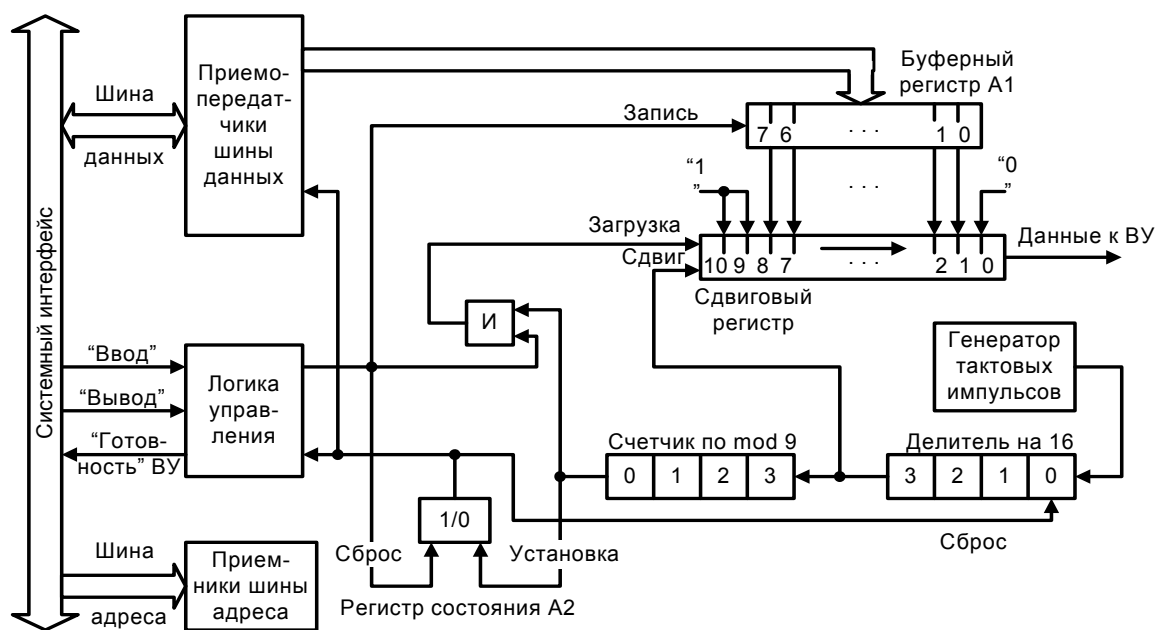 Системный интерфейс
Шина
данных
Приемо-
передат-
чики
шины
данных
Буферный
регистр А1
Запись
7 6 . . . 1 0
“1
”
. . .
“0
”
Загрузка
Сдвиг
10 9 8 7 . . . 2 1 0
Данные к ВУ
Сдвиговый
регистр
И
Генератор
тактовых
импульсов
“Ввод”
“Вывод”
“Готов-
ность” ВУ
Логика
управ-
ления
Счетчик по mod 9
0 1 2 3
Делитель на 16
3 2 1 0
1/0
Сброс
Установка
Сброс
Регистр состояния А2
Шина
адреса
Прием-
ники шины
адреса